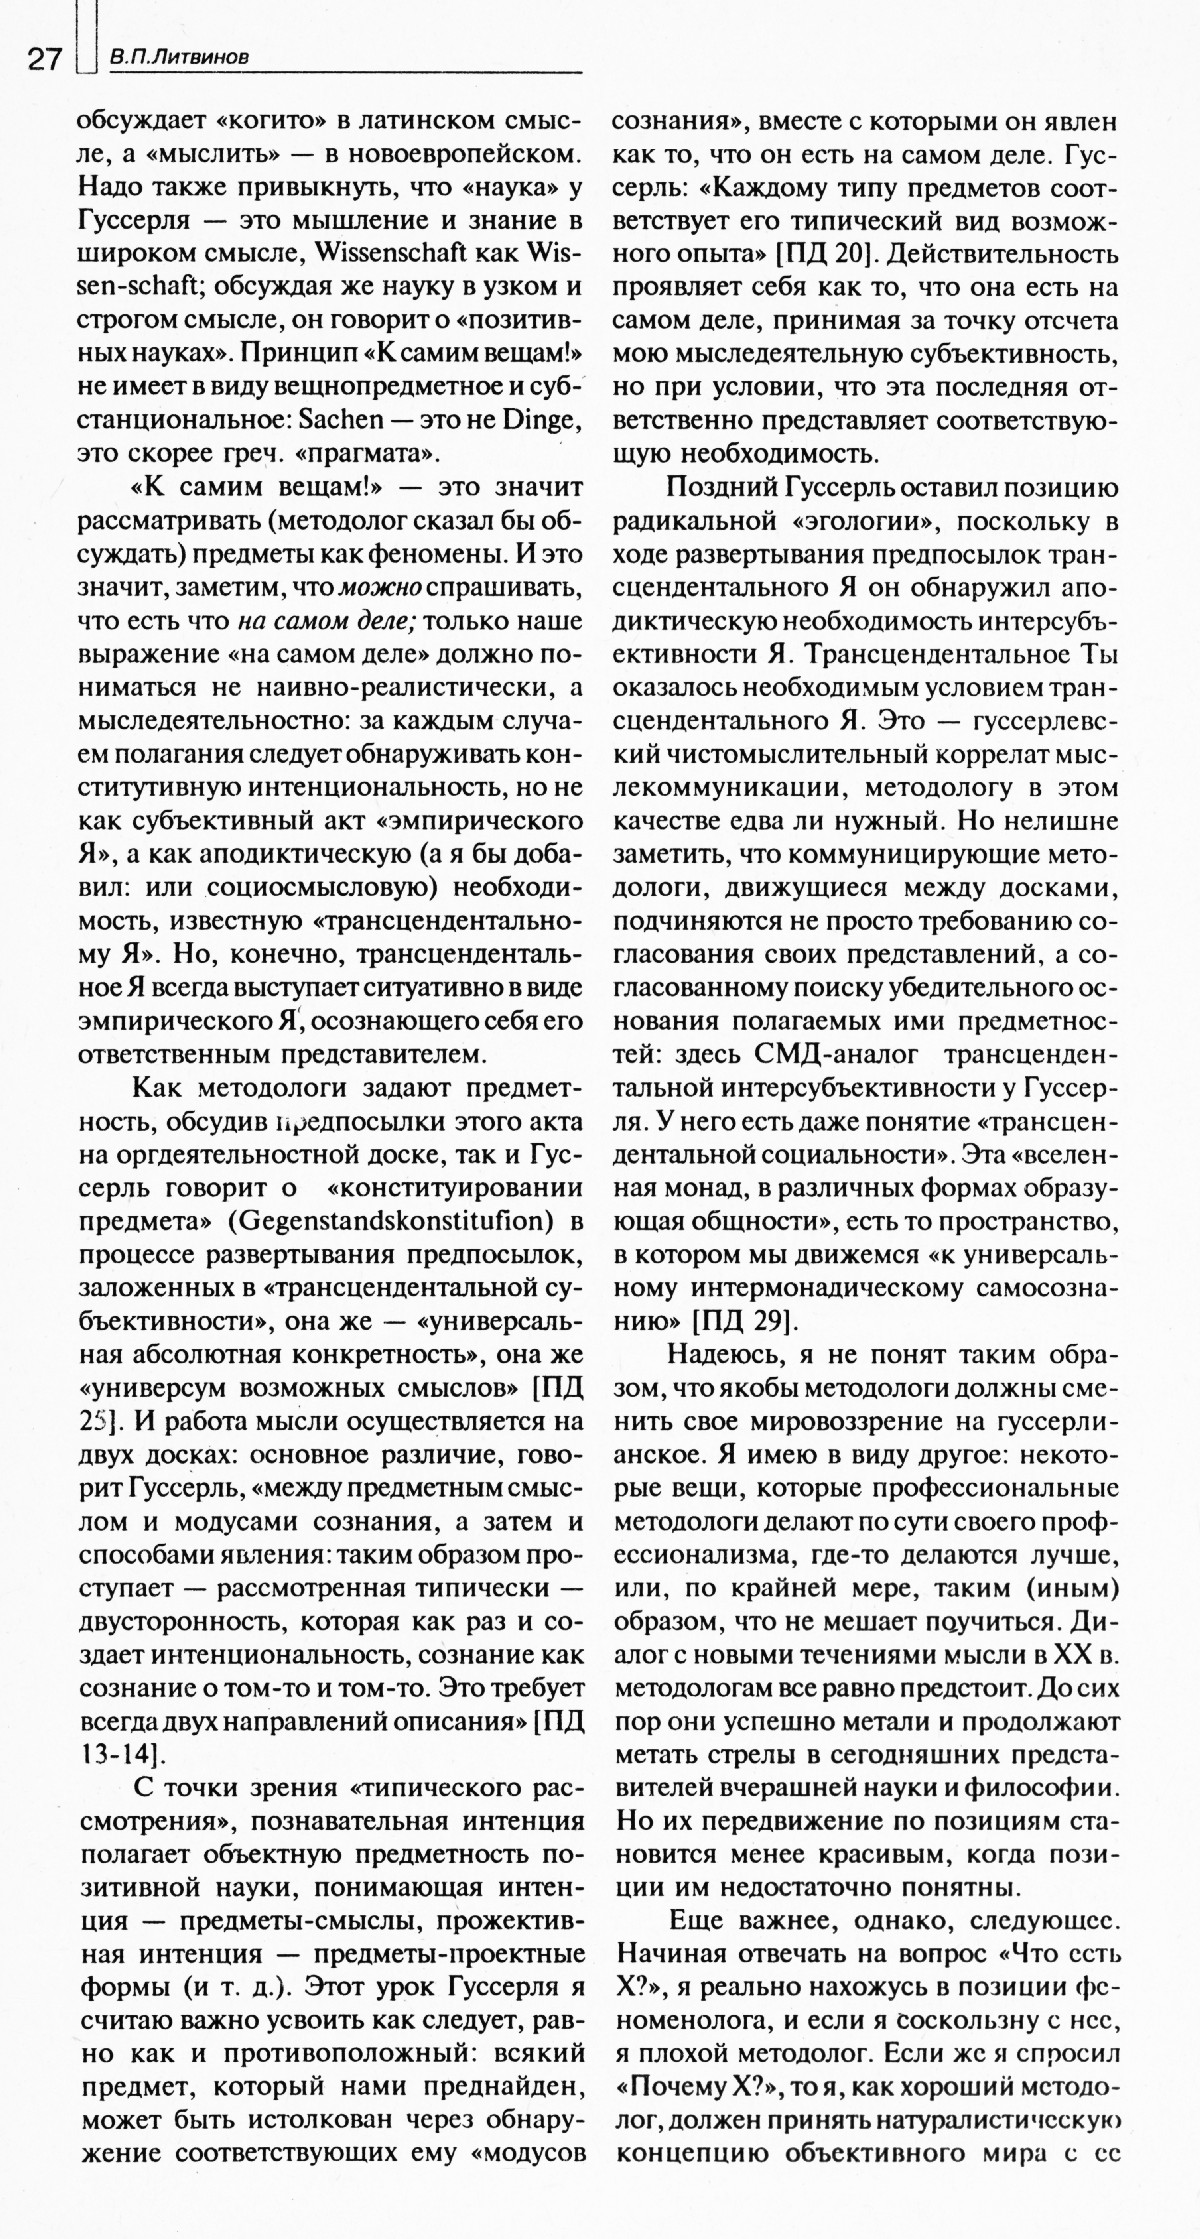 27
В.П.Литвинов
обсуждает «когито» в латинском смыс-
ле, а «мыслить» — в новоевропейском.
Надо также привыкнуть, что «наука» у
Гуссерля — это мышление и знание в
широком смысле, Wissenschaft как Wis-
sen-schaft; обсуждая же науку в узком и
строгом смысле, он говорит о «позитив-
ных науках». Принцип «К самим вещам!»
не имеет в виду вещнопредметное и суб-
станциональное: Sachen — это не Dinge,
это скорее греч. «прагмата».
«К самим вещам!» — это значит
рассматривать (методолог сказал бы об-
суждать) предметы как феномены. И это
значит, заметим, что можно спрашивать,
что есть что на самом деле; только наше
выражение «на самом деле» должно по-
ниматься не наивно-реалистически, а
мыследеятельностно: за каждым случа-
ем полагания следует обнаруживать кон-
ститутивную интенциональность, но не
как субъективный акт «эмпирического
Я», а как аподиктическую (а я бы доба-
вил: или социосмысловую) необходи-
мость, известную «трансцендентально-
му Я». Но, конечно, трансценденталь-
ное Я всегда выступает ситуативно в виде
эмпирического Я, осознающего себя его
ответственным представителем.
Как методологи задают предмет-
ность, обсудив предпосылки этого акта
на оргдеятельностной доске, так и Гус-
серль говорит о «конституировании
предмета» (Gegenstandskonstitufion) в
процессе развертывания предпосылок,
заложенных в «трансцендентальной су-
бъективности», она же — «универсаль-
ная абсолютная конкретность», она же
«универсум возможных смыслов» [ПД
25]. И работа мысли осуществляется на
двух досках: основное различие, гово-
рит Гуссерль, «между предметным смыс-
лом и модусами сознания, а затем и
способами явления: таким образом про-
ступает — рассмотренная типически —
двусторонность, которая как раз и со-
здает интенциональность, сознание как
сознание о том-то и том-то. Это требует
всегда двух направлений описания» [ПД
13-14].
С точки зрения «типического рас-
смотрения», познавательная интенция
полагает объектную предметность по-
зитивной науки, понимающая интен-
ция — предметы-смыслы, прожектив-
ная интенция — предметы-проектные
формы (и т. д.). Этот урок Гуссерля я
считаю важно усвоить как следует, рав-
но как и противоположный: всякий
предмет, который нами преднайден,
может быть истолкован через обнару-
жение соответствующих ему «модусов
сознания», вместе с которыми он явлен
как то, что он есть на самом деле. Гус-
серль: «Каждому типу предметов соот-
ветствует его типический вид возмож-
ного опыта» [ПД 20]. Действительность
проявляет себя как то, что она есть на
самом деле, принимая за точку отсчета
мою мыследеятельную субъективность,
но при условии, что эта последняя от-
ветственно представляет соответствую-
щую необходимость.
Поздний Гуссерль оставил позицию
радикальной «эгологии», поскольку в
ходе развертывания предпосылок тран-
сцендентального Я он обнаружил апо-
диктическую необходимость интерсубъ-
ективности Я. Трансцендентальное Ты
оказалось необходимым условием тран-
сцендентального Я. Это — гуссерлевс-
кий чистомыслительный коррелат мыс-
лекоммуникации, методологу в этом
качестве едва ли нужный. Но нелишне
заметить, что коммуницирующие мето-
дологи, движущиеся между досками,
подчиняются не просто требованию со-
гласования своих представлений, а со-
гласованному поиску убедительного ос-
нования полагаемых ими предметнос-
тей: здесь СМД-аналог трансценден-
тальной интерсубъективности у Гуссер-
ля. У него есть даже понятие «трансцен-
дентальной социальности». Эта «вселен-
ная монад, в различных формах образу-
ющая общности», есть то пространство,
в котором мы движемся «к универсаль-
ному интермонадическому самосозна-
нию» [ПД 29].
Надеюсь, я не понят таким обра-
зом, что якобы методологи должны сме-
нить свое мировоззрение на гуссерли-
анское. Я имею в виду другое: некото-
рые вещи, которые профессиональные
методологи делают по сути своего проф-
ессионализма, где-то делаются лучше,
или, по крайней мере, таким (иным)
образом, что не мешает поучиться. Ди-
алог с новыми течениями мысли в XX в.
методологам все равно предстоит. До сих
пор они успешно метали и продолжают
метать стрелы в сегодняшних предста-
вителей вчерашней науки и философии.
Но их передвижение по позициям ста-
новится менее красивым, когда пози-
ции им недостаточно понятны.
Еще важнее, однако, следующее.
Начиная отвечать на вопрос «Что есть
Х?», я реально нахожусь в позиции фе-
номенолога, и если я соскользну с нее,
я плохой методолог. Если же я спросил
«Почему Х?», то я, как хороший методо-
лог, должен принять натуралистическую
концепцию объективного мира с ее